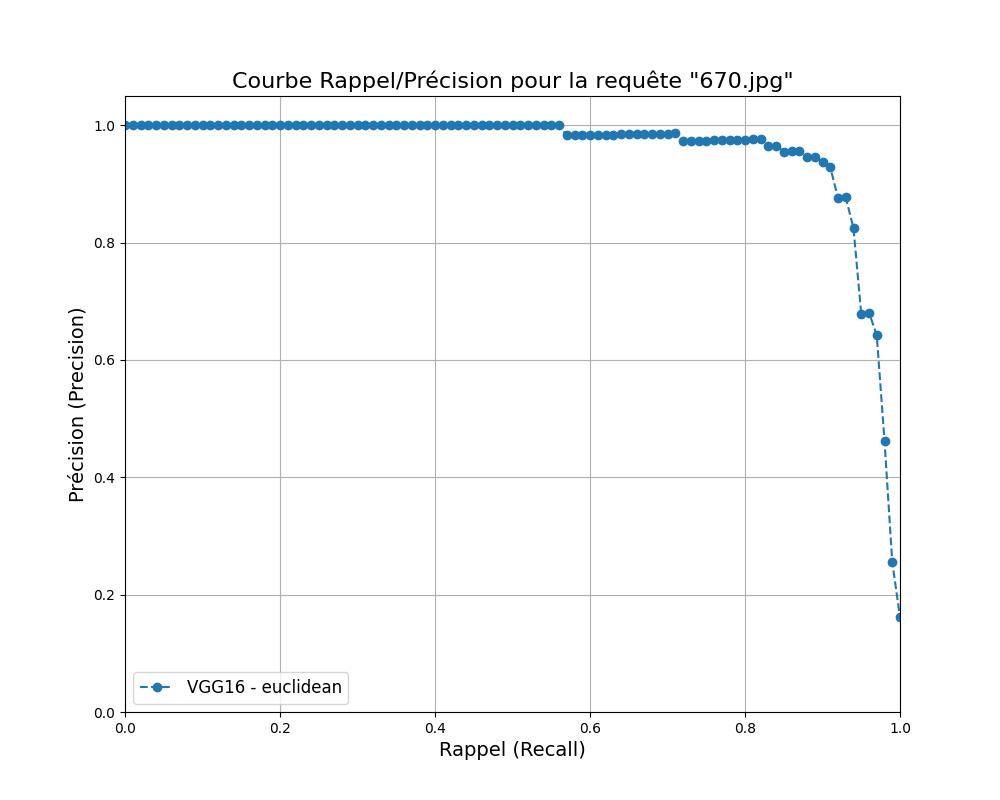 Courbe Rappel/Précision pour la requête "670.jpg"
Précision (Precision)
1.0
0.8
0.6
0.4
0.2
0.0
VGG16 - euclidean
0.0 0.2 0.4 0.6 0.8 1.0
Rappel (Recall)